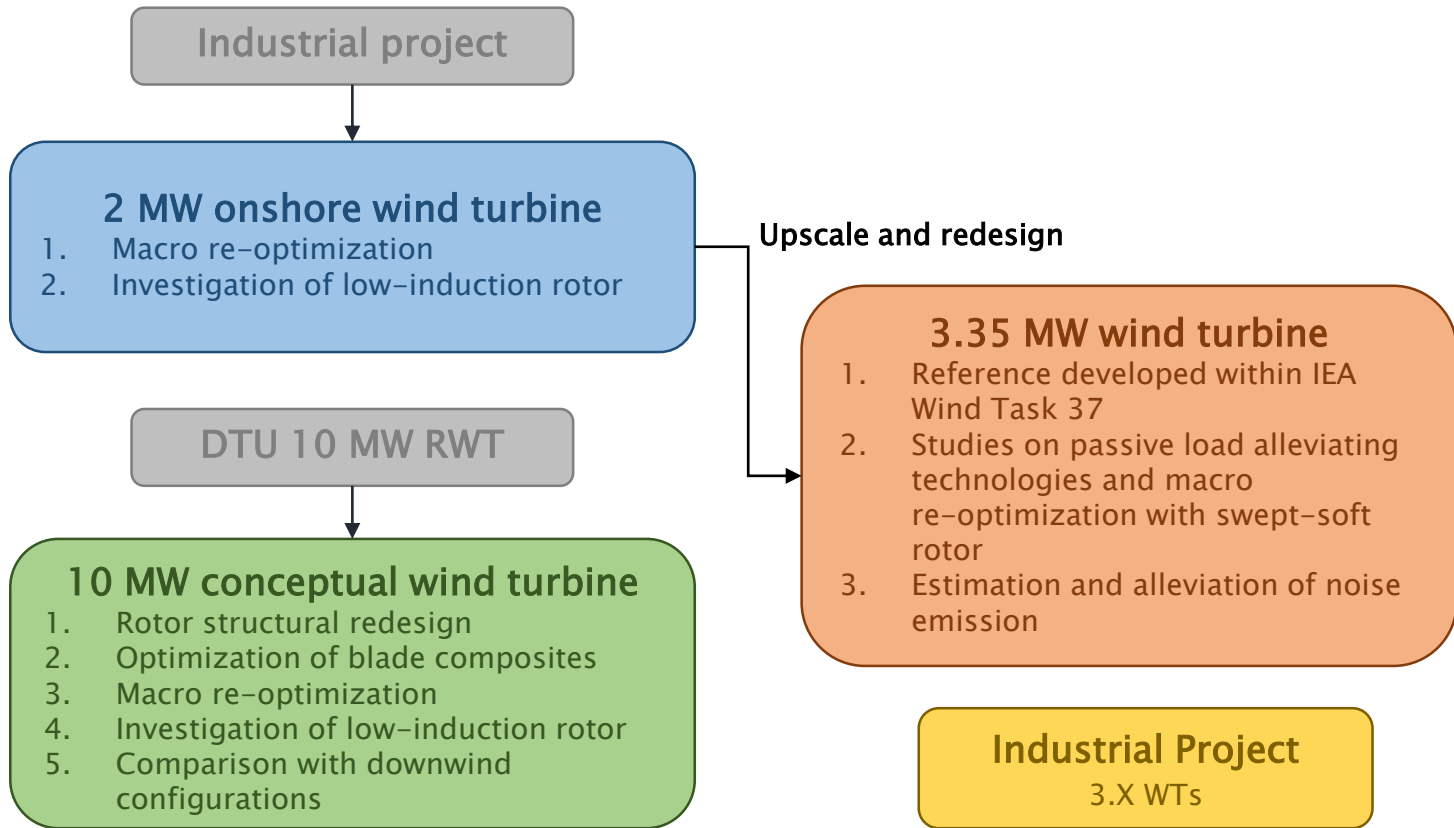 Industrial project
2 MW onshore wind turbine
1. Macro re-optimization
2. Investigation of low-induction rotor
Upscale and redesign
3.35 MW wind turbine
1. Reference developed within IEA
Wind Task 37
2. Studies on passive load alleviating
technologies and macro
re-optimization with swept-soft
rotor
3. Estimation and alleviation of noise
emission
DTU 10 MW RWT
10 MW conceptual wind turbine
1. Rotor structural redesign
2. Optimization of blade composites
3. Macro re-optimization
4. Investigation of low-induction rotor
5. Comparison with downwind
configurations
Industrial Project
3.X WTs